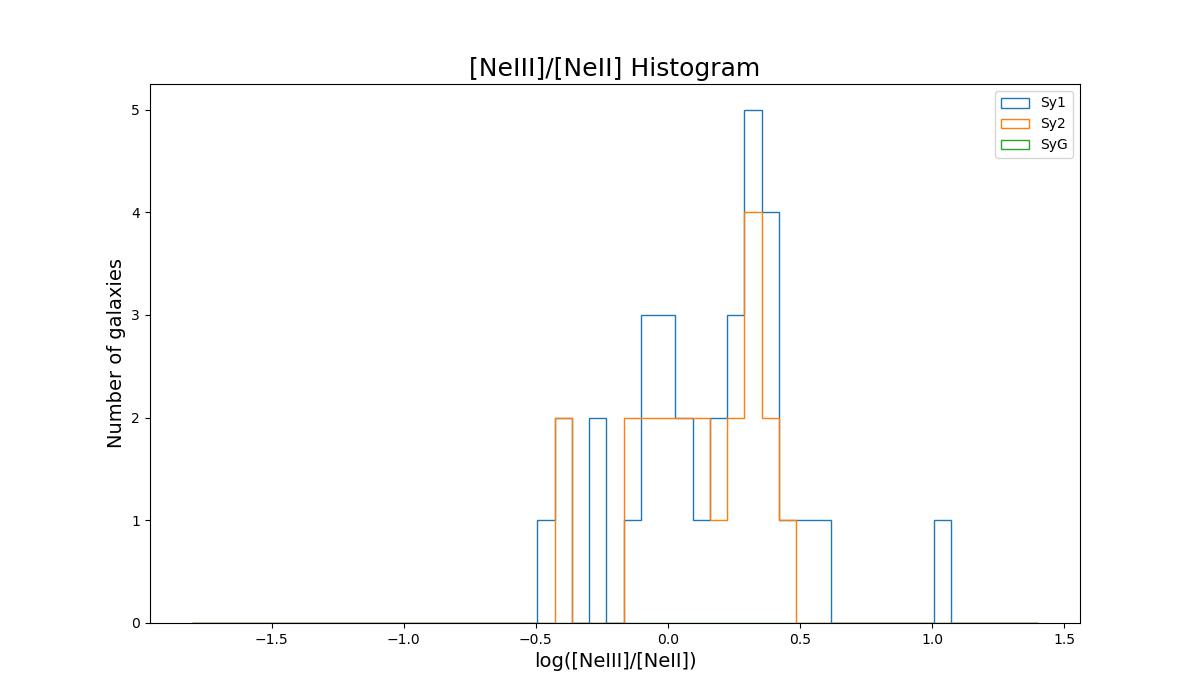 [NeIII]/[NeII] Histogram
Sy1
Sy2
SyG
Number of galaxies
5
4
3
2
1
0
−1.5 −1.0 −0.5 0.0 0.5 1.0 1.5
log([NeIII]/[NeII])